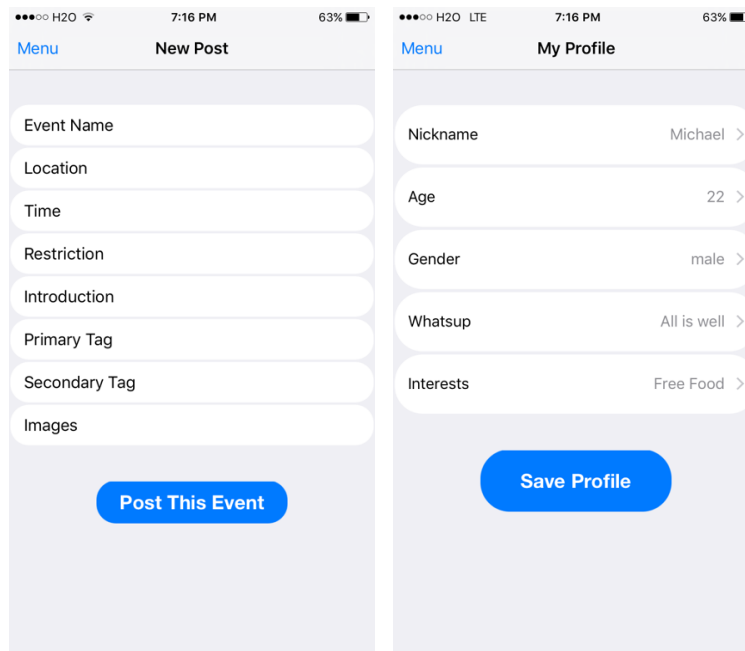 ●●●○○ H2O 7:16 PM 63%
Menu New Post
Event Name
Location
Time
Restriction
Introduction
Primary Tag
Secondary Tag
Images
Post This Event
●●●○○ H2O LTE 7:16 PM 63%
Menu My Profile
Nickname Michael
Age 22
Gender male
Whatsup All is well
Interests Free Food
Save Profile